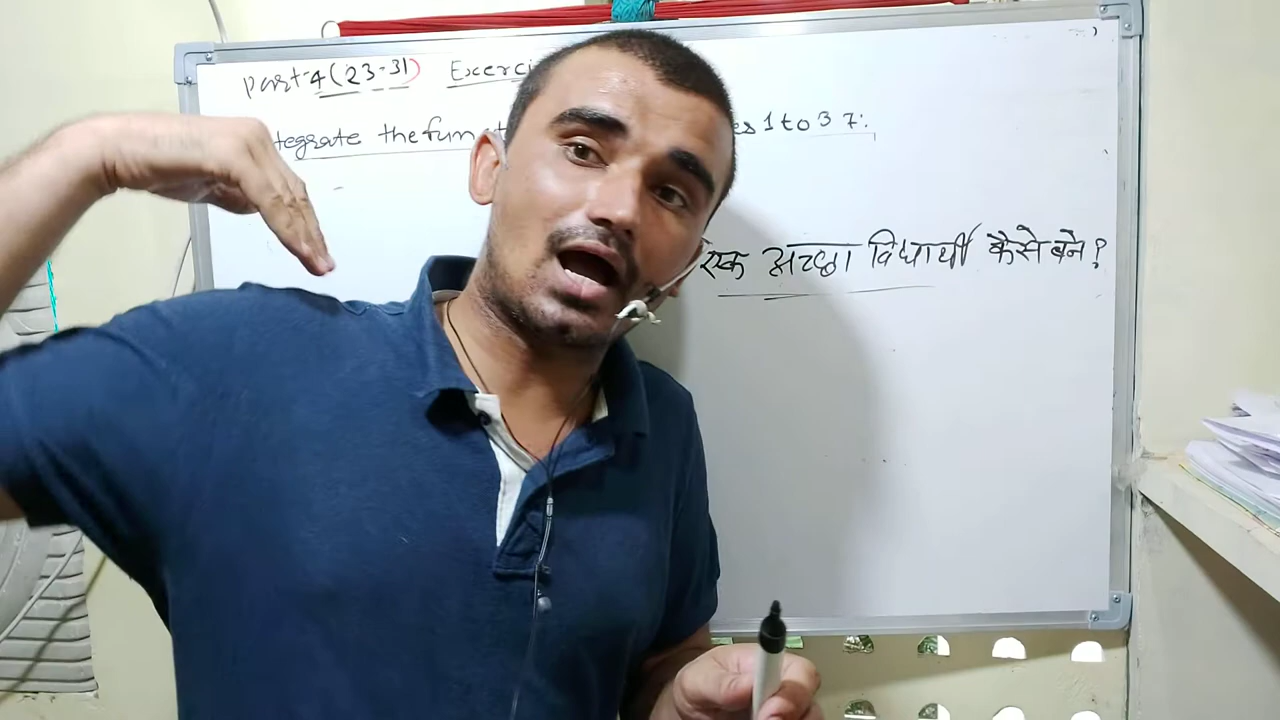 part-4 (23-31) Exerci
tegrate the fun es 1 to 37:
एक अच्छा विधार्थी कैसे बने?